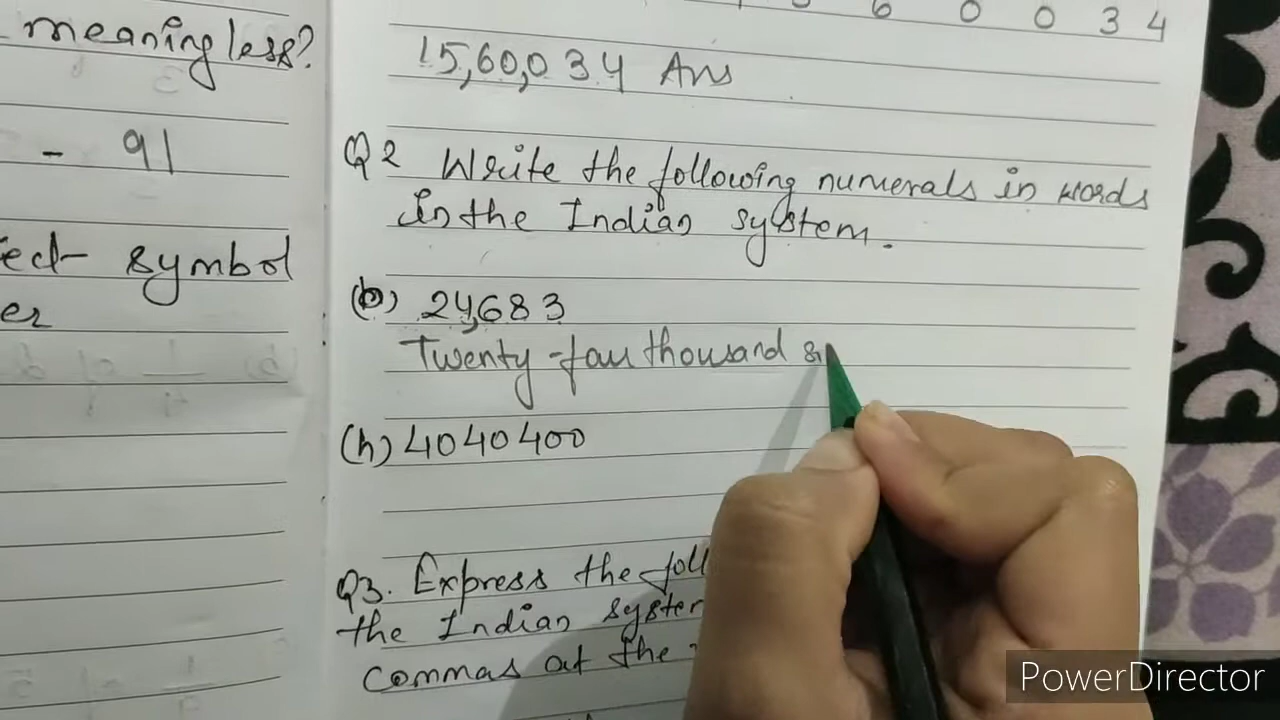 meaningless?
- 91
symbol
6 0 0 3 4
15,60,034 Ans
Q2 Write the following numerals in words
in the Indian system.
(b) 24,683
Twenty-four thousand
(h) 4040400
Q3. Express the foll
the Indian system
commas at the
PowerDirector